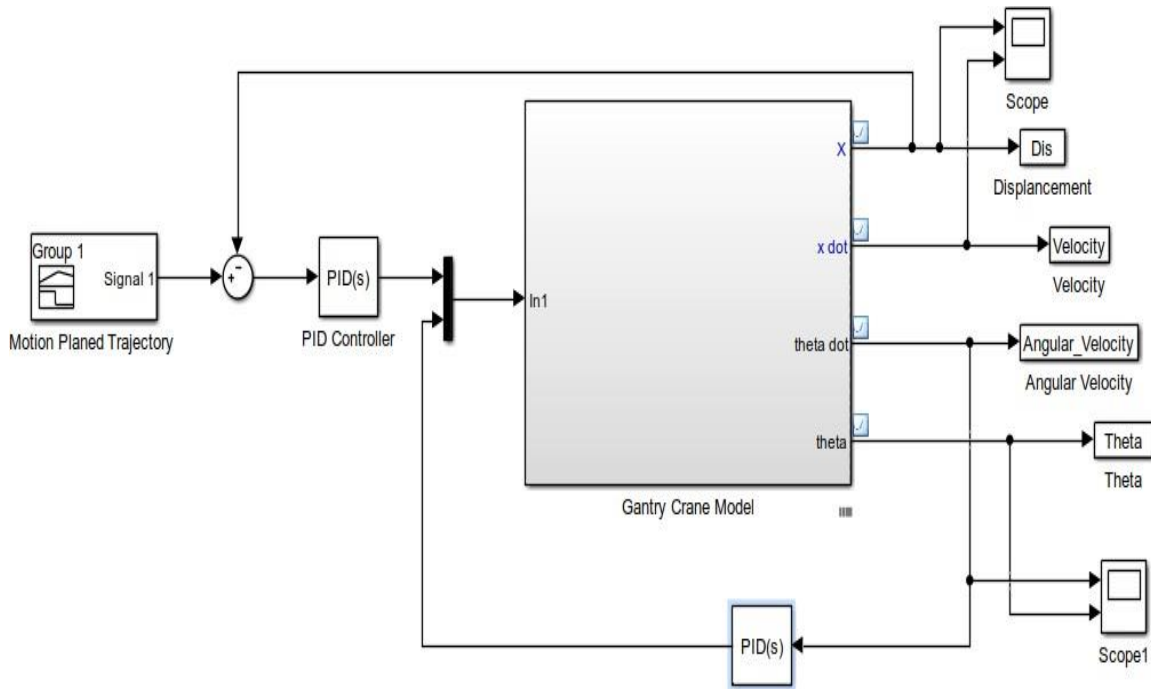 Scope
Dis
Displancement
X
Group 1
Signal 1
Motion Planed Trajectory
+
-
PID(s)
PID Controller
In1
x dot
Velocity
Velocity
theta dot
Angular_Velocity
Angular Velocity
theta
Theta
Theta
Gantry Crane Model
PID(s)
Scope1